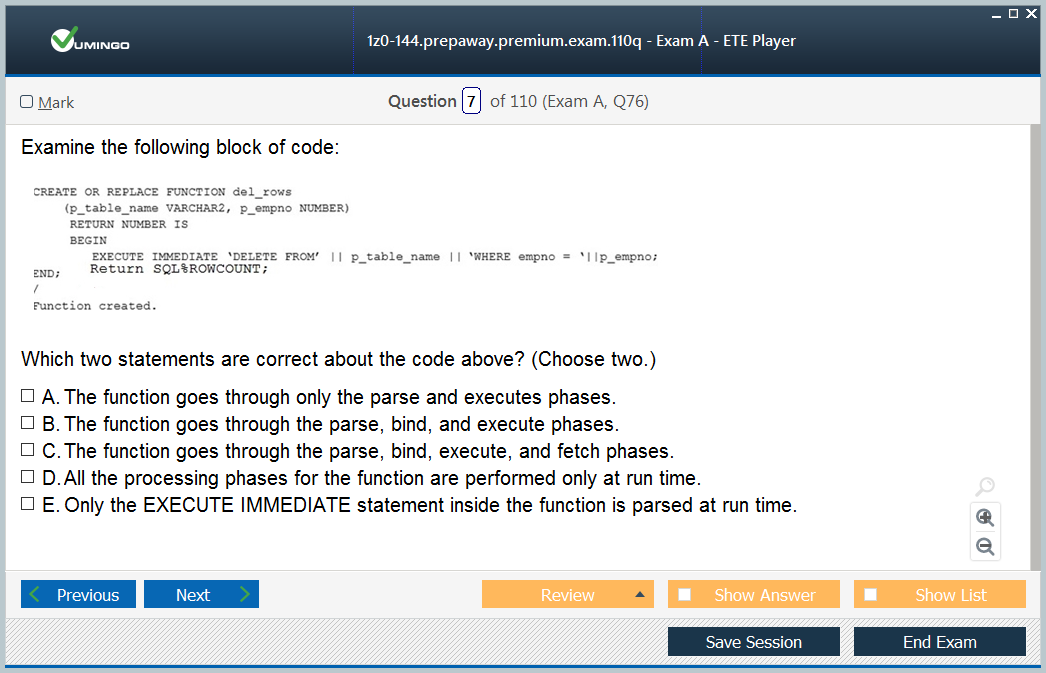 VUMINGO
1z0-144.prepaway.premium.exam.110q - Exam A - ETE Player
Mark
Question 7 of 110 (Exam A, Q76)
Examine the following block of code:
CREATE OR REPLACE FUNCTION del_rows
(p_table_name VARCHAR2, p_empno NUMBER)
RETURN NUMBER IS
BEGIN
EXECUTE IMMEDIATE ‘DELETE FROM’ || p_table_name || ‘WHERE empno = ‘||p_empno;
Return SQL%ROWCOUNT;
END;
/
Function created.
Which two statements are correct about the code above? (Choose two.)
A. The function goes through only the parse and executes phases.
B. The function goes through the parse, bind, and execute phases.
C. The function goes through the parse, bind, execute, and fetch phases.
D. All the processing phases for the function are performed only at run time.
E. Only the EXECUTE IMMEDIATE statement inside the function is parsed at run time.
Previous Next Review Show Answer Show List
Save Session End Exam